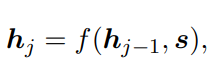 h_j = f(h_{j−1}, s),